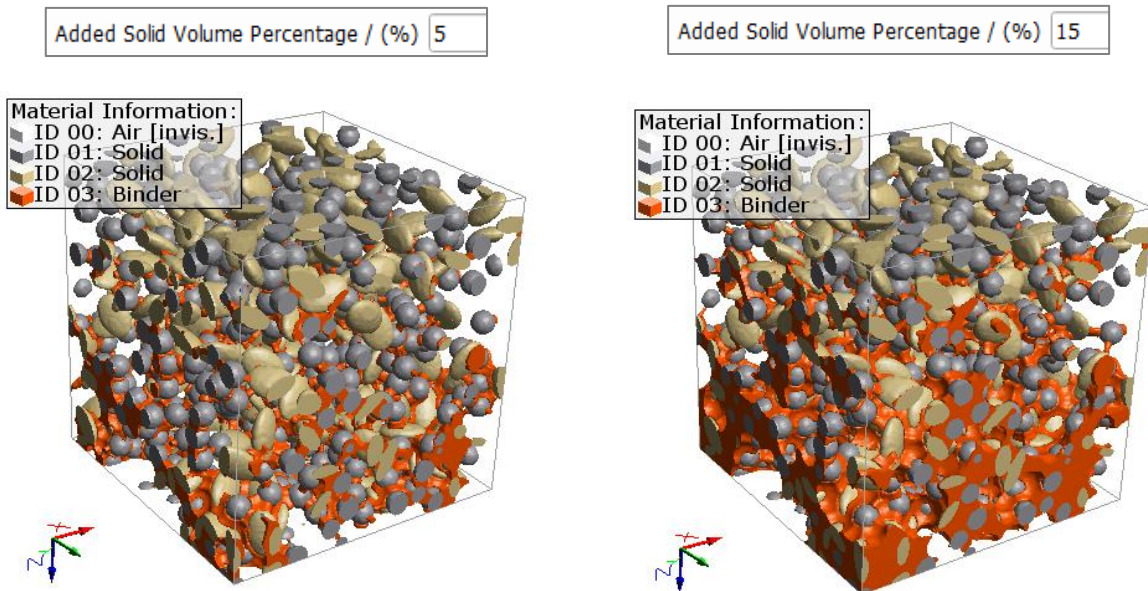 Added Solid Volume Percentage / (%) 5
Added Solid Volume Percentage / (%) 15
Material Information:
ID 00: Air [invis.]
ID 01: Solid
ID 02: Solid
ID 03: Binder
Material Information:
ID 00: Air [invis.]
ID 01: Solid
ID 02: Solid
ID 03: Binder
X
Z
X
Z